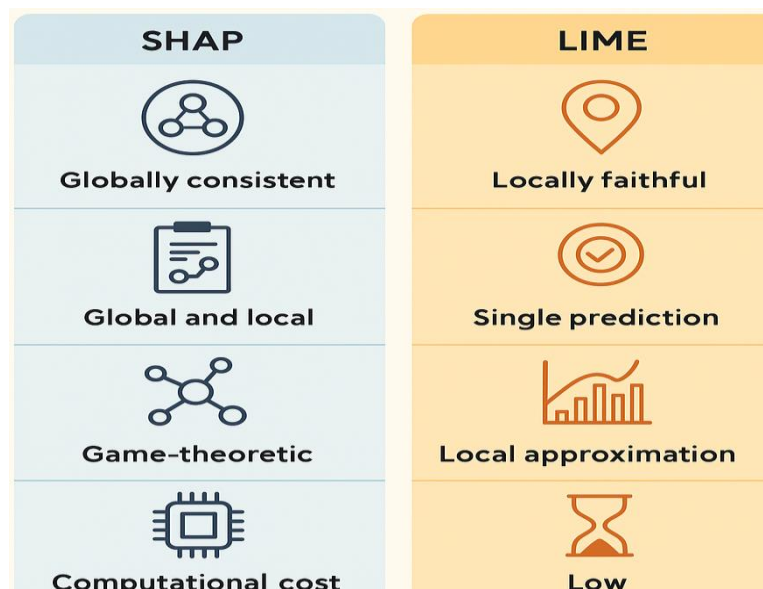 SHAP
Globally consistent
Global and local
Game-theoretic
Computational cost
LIME
Locally faithful
Single prediction
Local approximation
Low